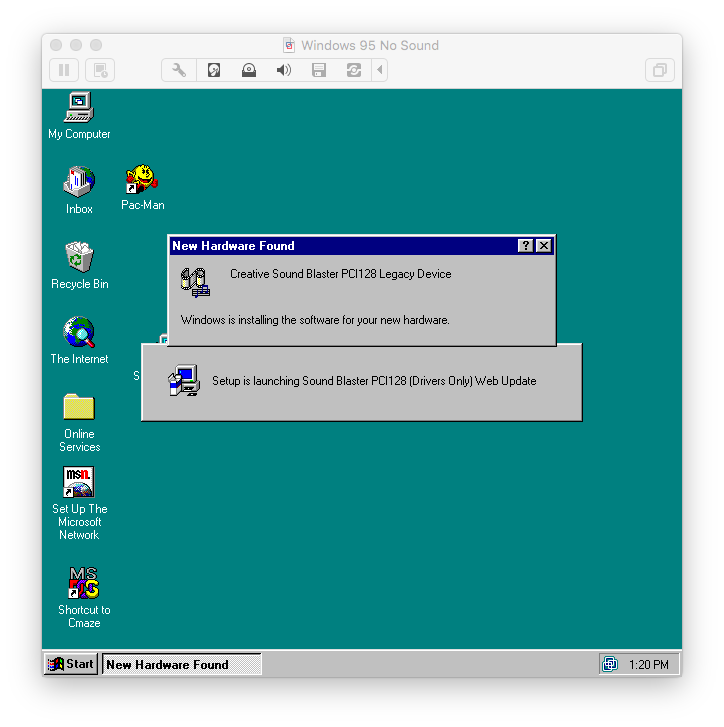 Windows 95 No Sound
My Computer
Inbox
Pac-Man
Recycle Bin
New Hardware Found
Creative Sound Blaster PCI128 Legacy Device
Windows is installing the software for your new hardware.
The Internet
S
Setup is launching Sound Blaster PCI128 (Drivers Only) Web Update
Online
Services
msn.
Set Up The
Microsoft
Network
MS
Shortcut to
Cmaze
Start
New Hardware Found
1:20 PM